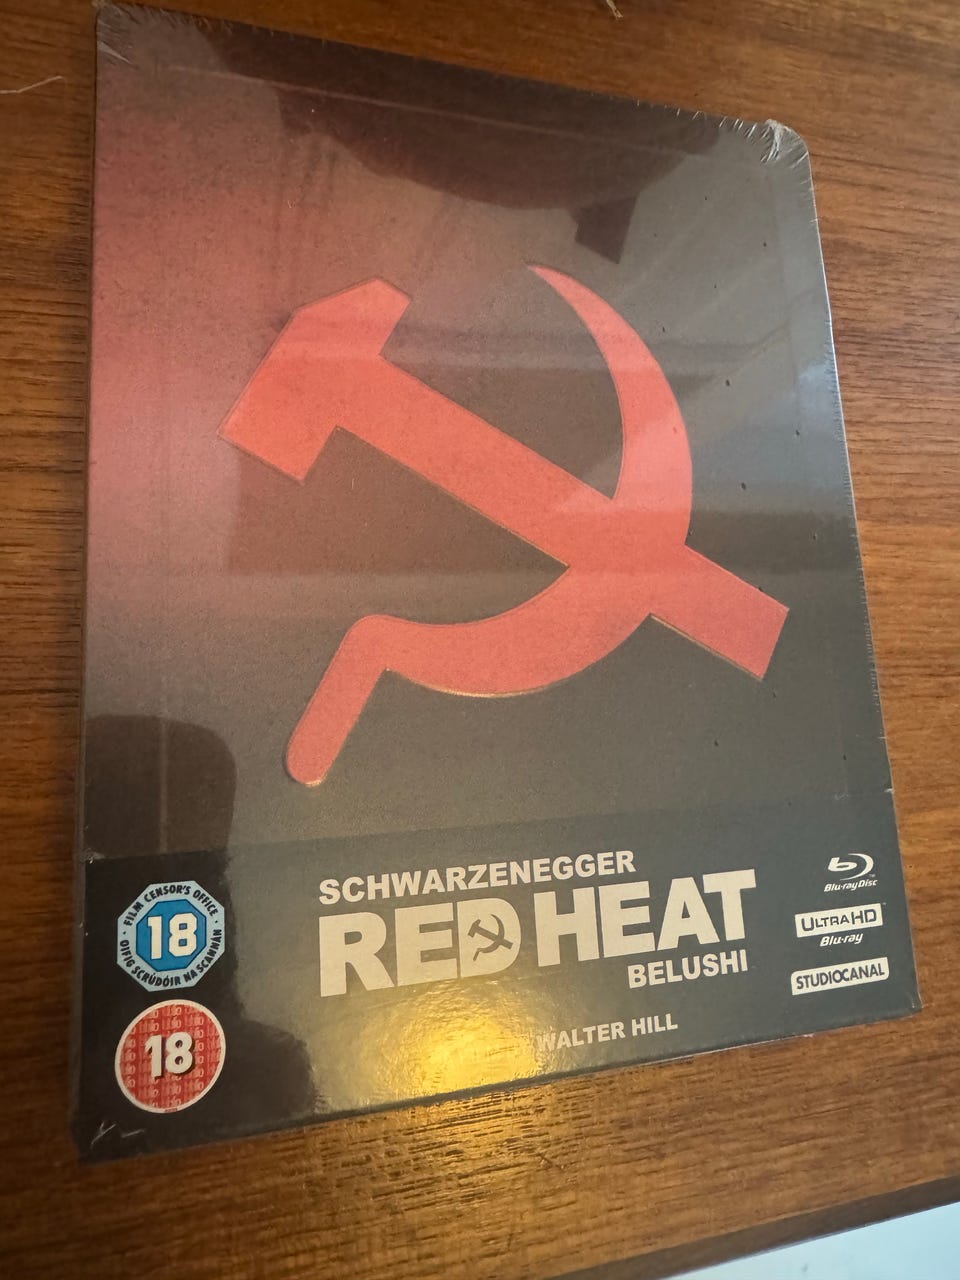 SCHWARZENEGGER
RED HEAT
BELUSHI
WALTER HILL
FILM CENSOR'S OFFICE
18
OIFIG SCRÚDÓIR NA SCANNÁN
18
Blu-ray Disc
ULTRA HD
Blu-ray
STUDIOCANAL